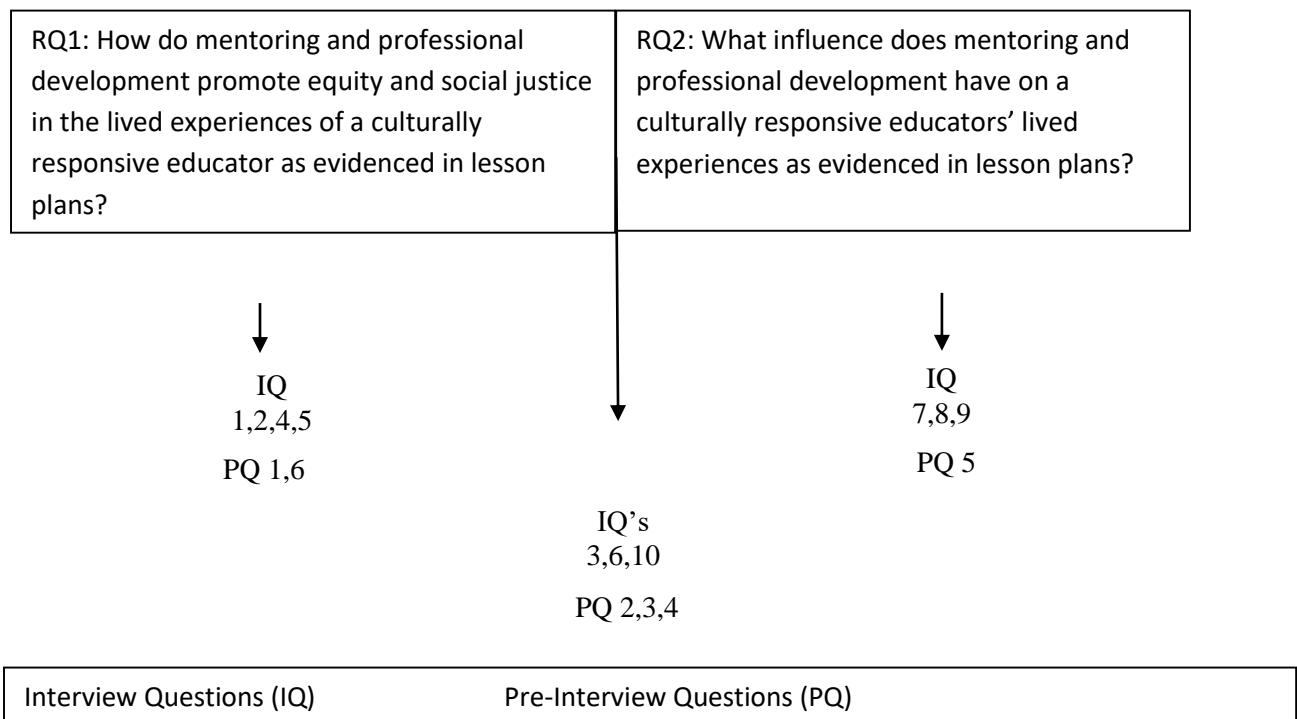 RQ1: How do mentoring and professional
development promote equity and social justice
in the lived experiences of a culturally
responsive educator as evidenced in lesson
plans?
RQ2: What influence does mentoring and
professional development have on a
culturally responsive educators’ lived
experiences as evidenced in lesson plans?
IQ
1,2,4,5
PQ 1,6
IQ’s
3,6,10
PQ 2,3,4
IQ
7,8,9
PQ 5
Interview Questions (IQ) Pre-Interview Questions (PQ)